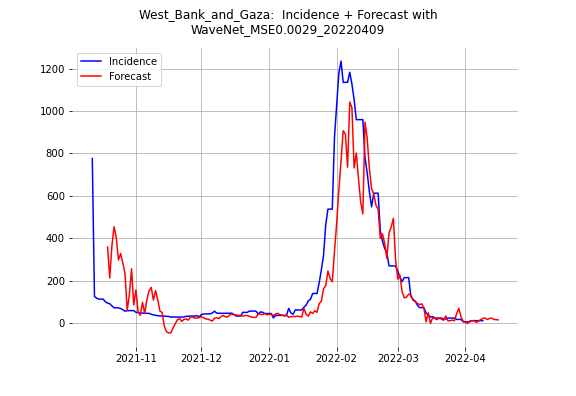 West_Bank_and_Gaza:  Incidence + Forecast with
WaveNet_MSE0.0029_20220409
Incidence
Forecast
1200
1000
800
600
400
200
0
2021-11 2021-12 2022-01 2022-02 2022-03 2022-04